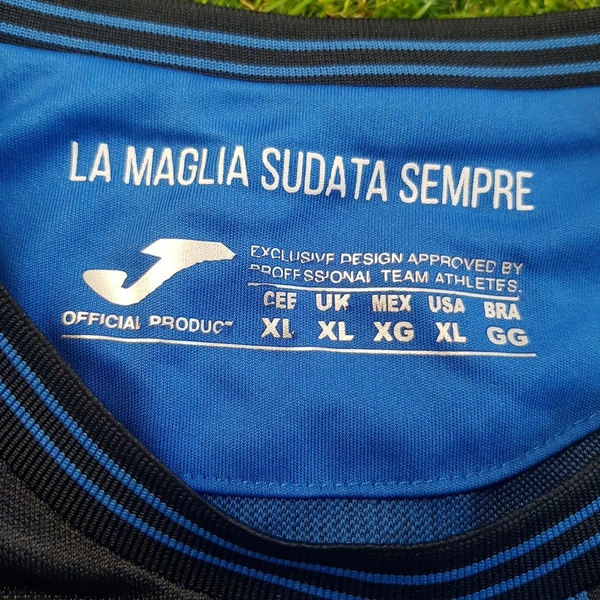 LA MAGLIA SUDATA SEMPRE
EXCLUSIVE DESIGN APPROVED BY
PROFESSIONAL TEAM ATHLETES.
CEE UK MEX USA BRA
XL XL XG XL GG
OFFICIAL PRODUCT